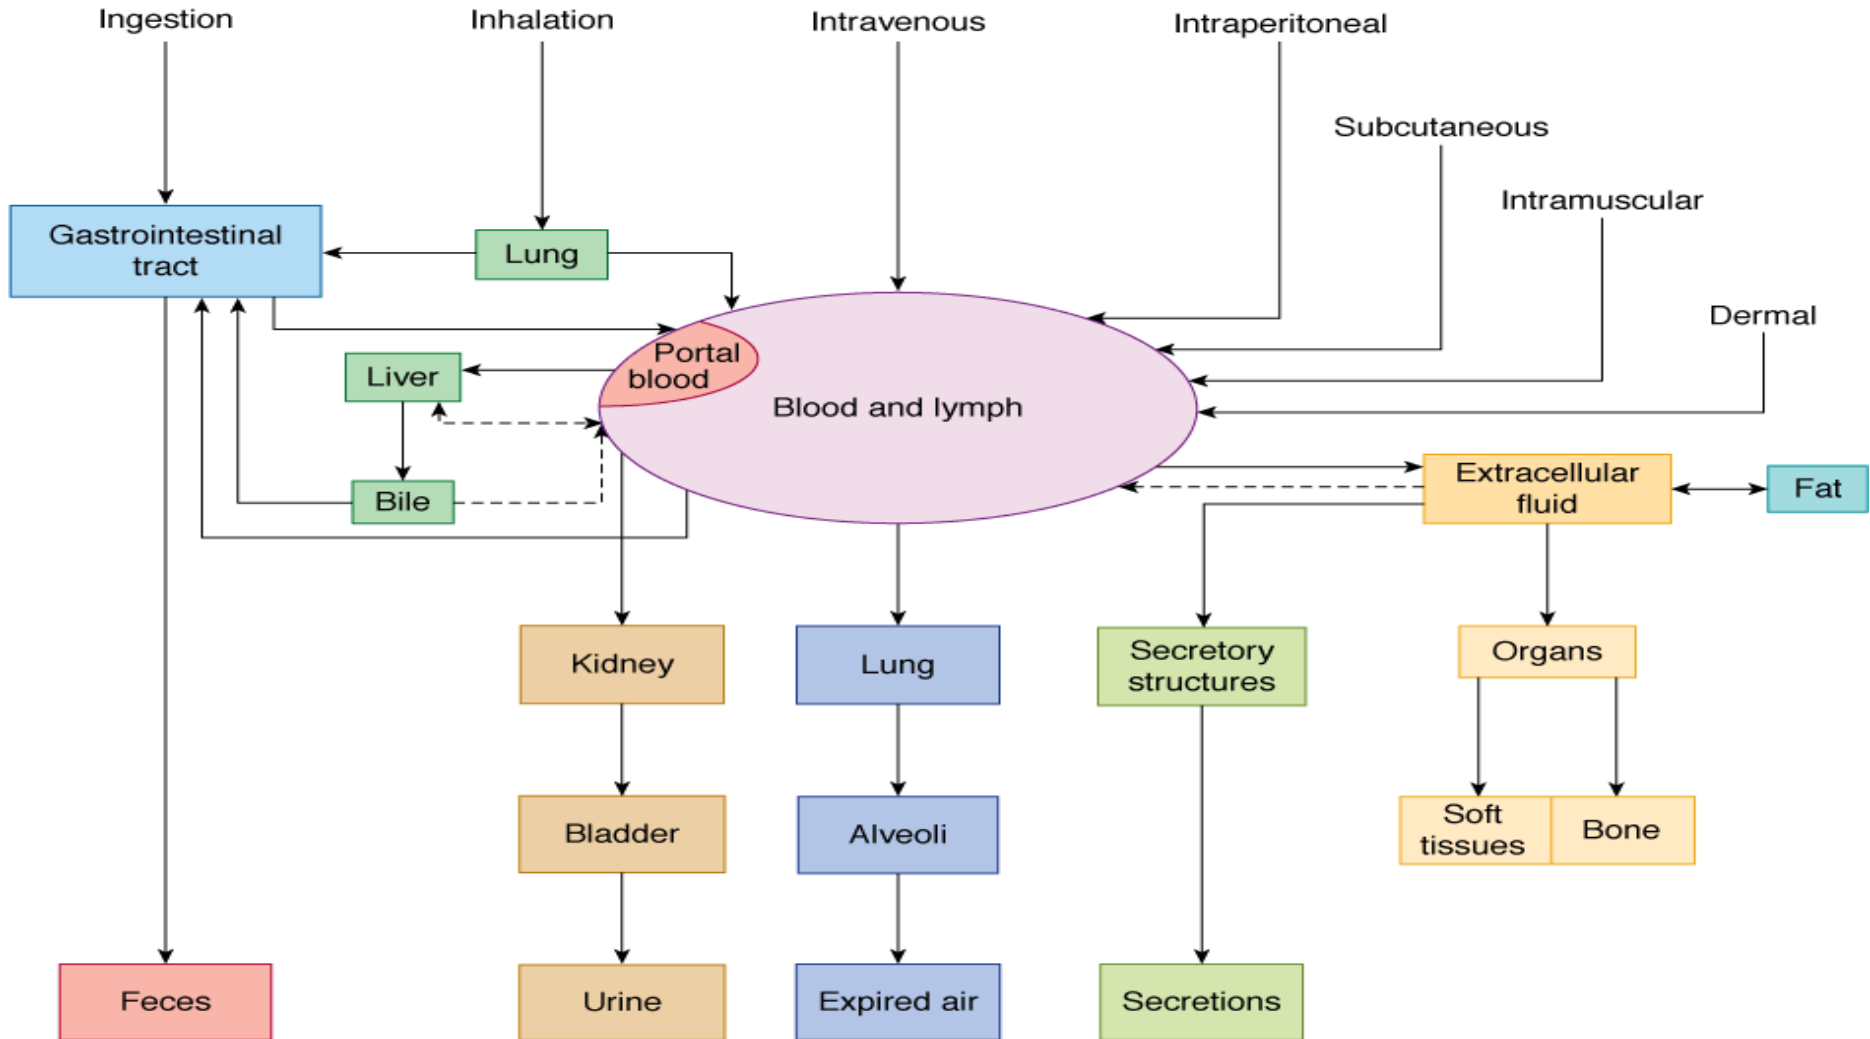 Ingestion
Inhalation
Intravenous
Intraperitoneal
Subcutaneous
Intramuscular
Dermal
Gastrointestinal
tract
Lung
Portal
blood
Liver
Blood and lymph
Bile
Extracellular
fluid
Fat
Kidney
Lung
Secretory
structures
Organs
Bladder
Alveoli
Soft
tissues
Bone
Feces
Urine
Expired air
Secretions